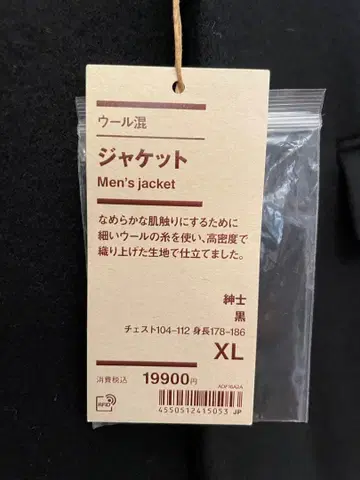 ウール混
ジャケット
Men's jacket
なめらかな肌触りにするために
細いウールの糸を使い、高密度で
織り上げた生地で仕立てました。
紳士
黒
チェスト104-112 身長178-186
XL
消費税込 19900円
RFID
4550512415053 JP